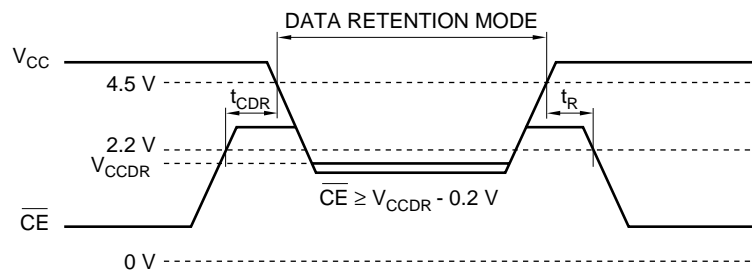 DATA RETENTION MODE
VCC
4.5 V
tCDR
tR
2.2 V
VCCDR
CE ≥ VCCDR - 0.2 V
CE
0 V